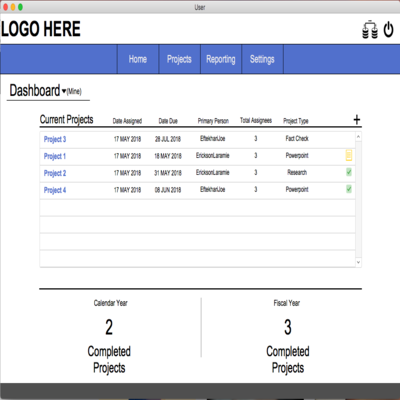 User
LOGO HERE
Home Projects Reporting Settings
Dashboard (Mine)
Current Projects Date Assigned Date Due Primary Person Total Assignees Project Type +
Project 3 17 MAY 2018 28 JUL 2018 EftekhariJoe 3 Fact Check
Project 1 17 MAY 2018 18 MAY 2018 EricksonLaramie 3 Powerpoint
Project 2 17 MAY 2018 31 MAY 2018 EricksonLaramie 3 Research
Project 4 17 MAY 2018 08 JUN 2018 EftekhariJoe 3 Powerpoint
Calendar Year Fiscal Year
2 3
Completed Completed
Projects Projects